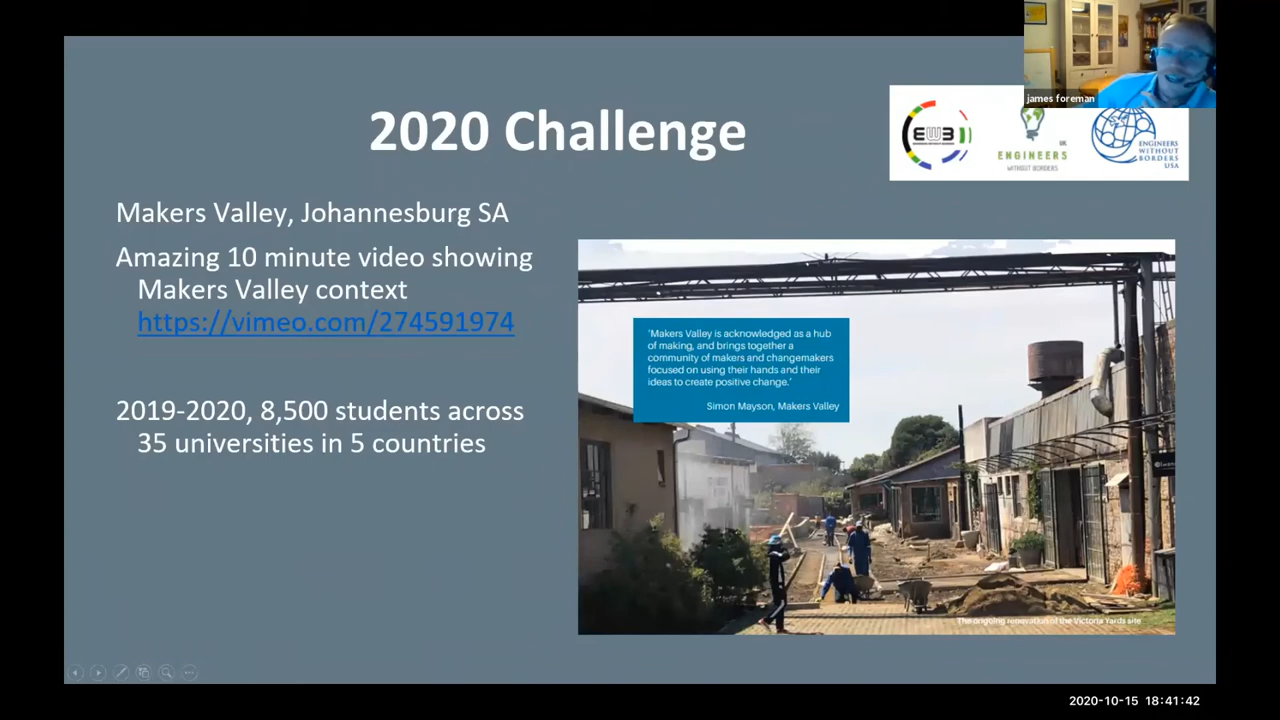 james foreman
2020 Challenge
EWB
UK
ENGINEERS
WITHOUT BORDERS
ENGINEERS
WITHOUT
BORDERS
USA
Makers Valley, Johannesburg SA
Amazing 10 minute video showing
Makers Valley context
https://vimeo.com/274591974
2019-2020, 8,500 students across
35 universities in 5 countries
'Makers Valley is acknowledged as a hub
of making, and brings together a
community of makers and changemakers
focused on using their hands and their
ideas to create positive change.'
Simon Mayson, Makers Valley
The ongoing renovation of the Victoria Yards site
2020-10-15 18:41:42